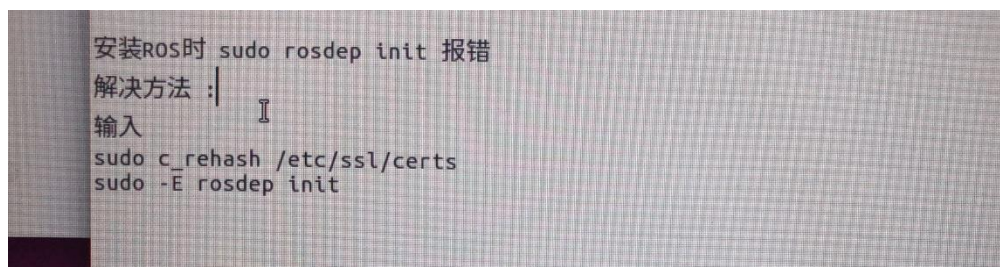 安装ROS时 sudo rosdep init 报错
解决方法 :
输入
sudo c_rehash /etc/ssl/certs
sudo -E rosdep init